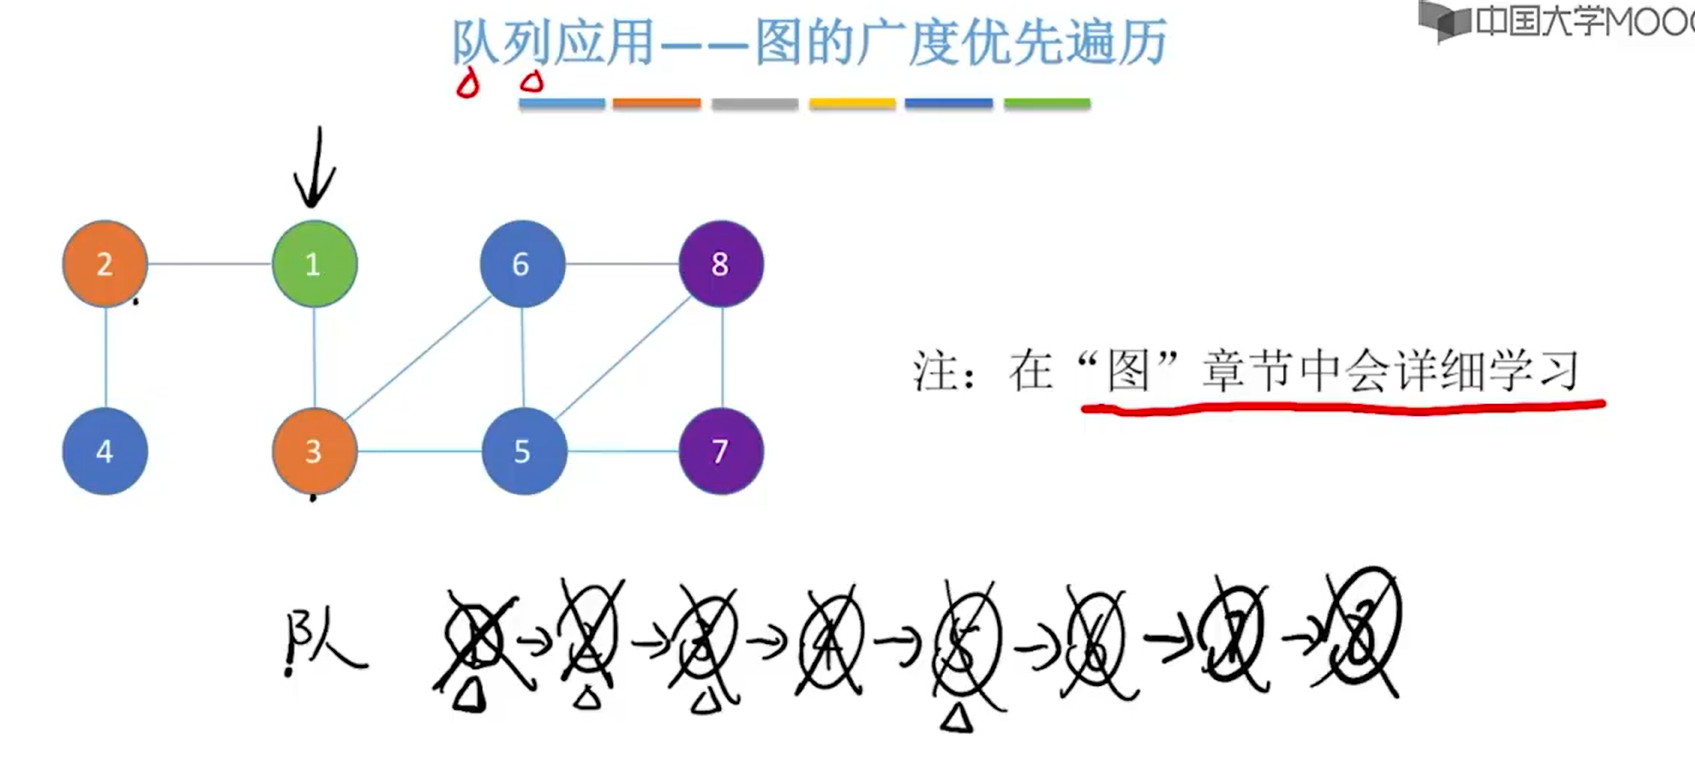 中国大学MOOC
队列应用——图的广度优先遍历
2 1 6 8
注：在“图”章节中会详细学习
4 3 5 7
队 1 → 2 → 3 → 4 → 5 → 6 → 7 → 8